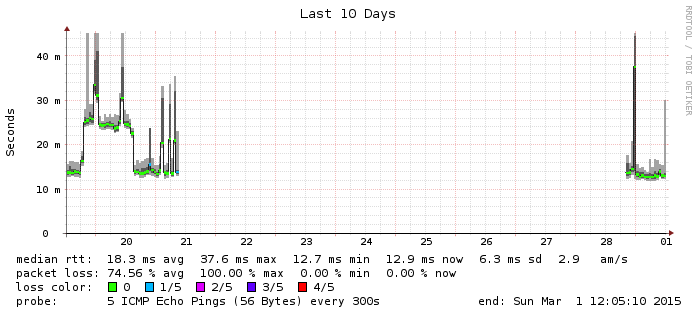 Last 10 Days
RRDTOOL / TOBI OETIKER
Seconds
40 m
30 m
20 m
10 m
0
20 21 22 23 24 25 26 27 28 01
median rtt: 18.3 ms avg 37.6 ms max 12.7 ms min 12.9 ms now 6.3 ms sd 2.9 am/s
packet loss: 74.56 % avg 100.00 % max 0.00 % min 0.00 % now
loss color: 0 1/5 2/5 3/5 4/5
probe: 5 ICMP Echo Pings (56 Bytes) every 300s end: Sun Mar 1 12:05:10 2015